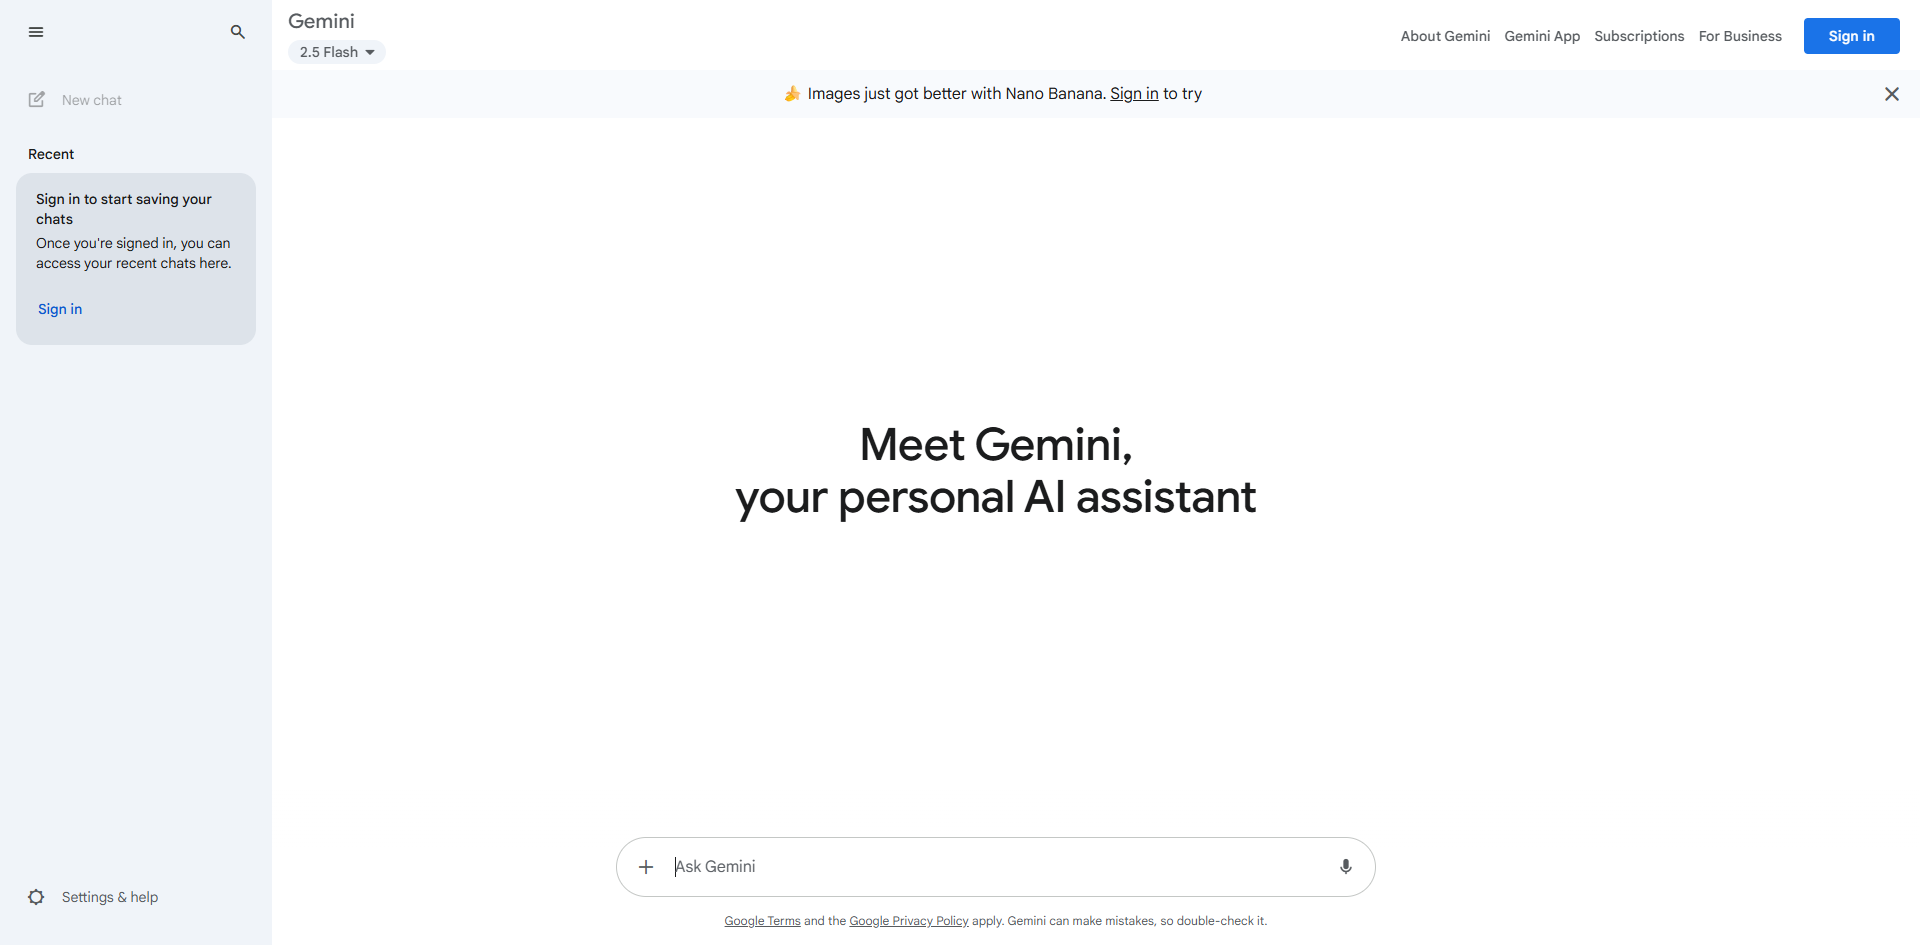 Gemini
2.5 Flash
About Gemini
Gemini App
Subscriptions
For Business
Sign in
New chat
Recent
Sign in to start saving your
chats
Once you're signed in, you can
access your recent chats here.
Sign in
Images just got better with Nano Banana. Sign in to try
Meet Gemini,
your personal AI assistant
Ask Gemini
Settings & help
Google Terms and the Google Privacy Policy apply. Gemini can make mistakes, so double-check it.